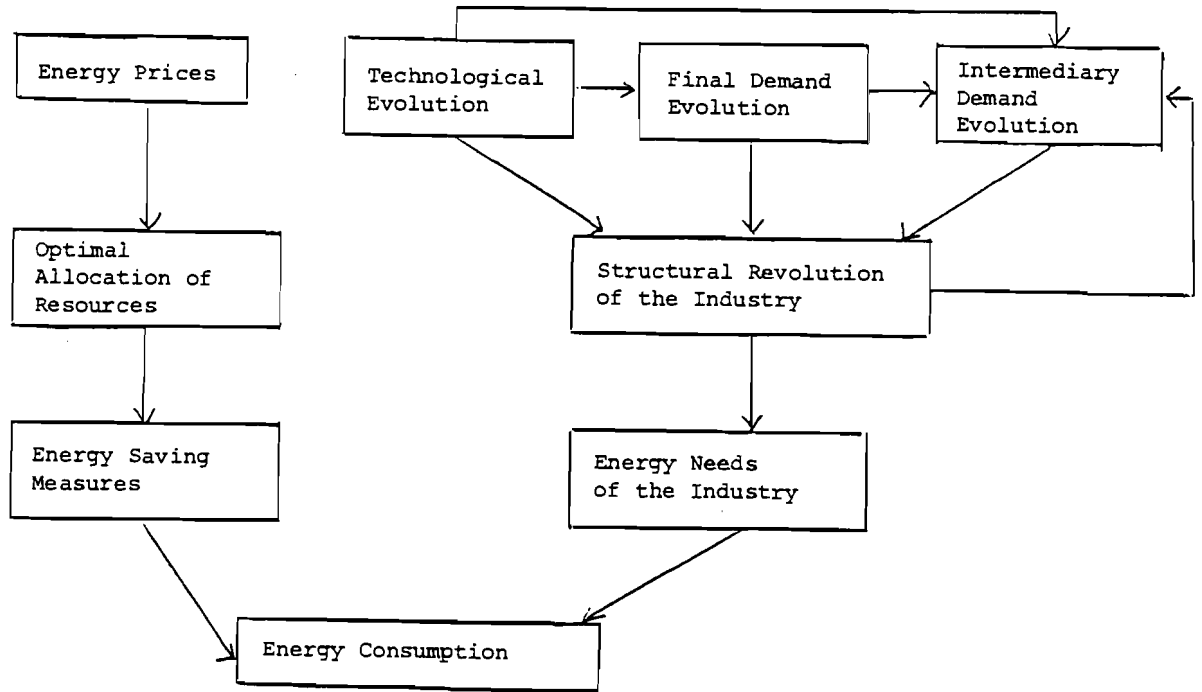 Energy Prices
Technological
Evolution
Final Demand
Evolution
Intermediary
Demand
Evolution
Optimal
Allocation of
Resources
Structural Revolution
of the Industry
Energy Saving
Measures
Energy Needs
of the Industry
Energy Consumption